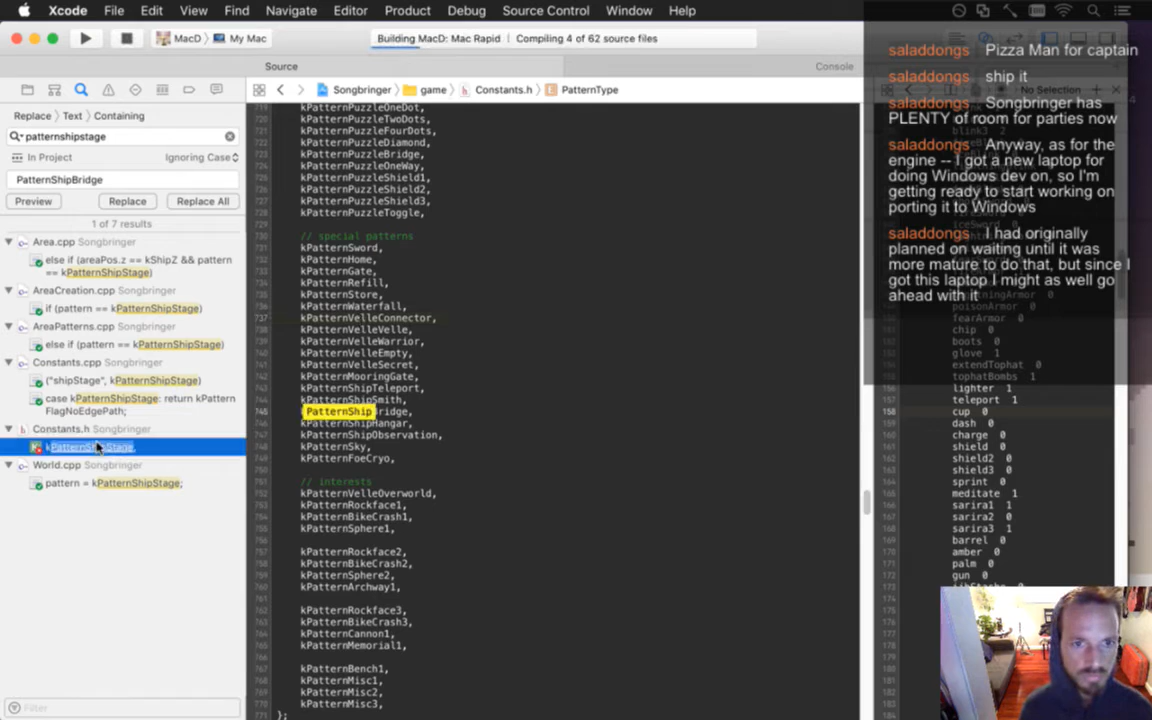 Xcode File Edit View Find Navigate Editor Product Debug Source Control Window Help
MacD My Mac
Building MacD: Mac Rapid Compiling 4 of 62 source files
Source
Console
Replace Text Containing
patternshipstage
In Project
Ignoring Case
PatternShipBridge
Preview
Replace
Replace All
1 of 7 results
Area.cpp Songbringer
else if (areaPos.z == kShipZ && pattern
== kPatternShipStage)
AreaCreation.cpp Songbringer
if (pattern == kPatternShipStage)
AreaPatterns.cpp Songbringer
else if (pattern == kPatternShipStage)
Constants.cpp Songbringer
("shipStage", kPatternShipStage)
case kPatternShipStage: return kPattern
FlagNoEdgePath;
Constants.h Songbringer
kPatternShipStage,
World.cpp Songbringer
pattern = kPatternShipStage;
Filter
Songbringer game Constants.h PatternType
kPatternPuzzleOneDot,
kPatternPuzzleTwoDots,
kPatternPuzzleFourDots,
kPatternPuzzleDiamond,
kPatternPuzzleBridge,
kPatternPuzzleOneWay,
kPatternPuzzleShield1,
kPatternPuzzleShield2,
kPatternPuzzleShield3,
kPatternPuzzleToggle,
// special patterns
kPatternSword,
kPatternHome,
kPatternGate,
kPatternRefill,
kPatternStore,
kPatternWaterfall,
kPatternVelleConnector,
kPatternVelleVelle,
kPatternVelleWarrior,
kPatternVelleEmpty,
kPatternVelleSecret,
kPatternMooringGate,
kPatternShipTeleport,
kPatternShipSmith,
PatternShipBridge,
kPatternShipHangar,
kPatternShipObservation,
kPatternSky,
kPatternFoeCryo,
// interests
kPatternVelleOverworld,
kPatternRockface1,
kPatternBikeCrash1,
kPatternSphere1,
kPatternRockface2,
kPatternBikeCrash2,
kPatternSphere2,
kPatternArchway1,
kPatternRockface3,
kPatternBikeCrash3,
kPatternCannon1,
kPatternMemorial1,
kPatternBench1,
kPatternMisc1,
kPatternMisc2,
kPatternMisc3,
};
No Selection
saladdongs Pizza Man for captain
saladdongs ship it
saladdongs Songbringer has
PLENTY of room for parties now
saladdongs Anyway, as for the
engine -- I got a new laptop for
doing Windows dev on, so I'm
getting ready to start working on
porting it to Windows
saladdongs I had originally
planned on waiting until it was
more mature to do that, but since I
got this laptop I might as well go
ahead with it
poisonArmor 0
fearArmor 0
chip 0
boots 0
glove 1
extendTophat 0
tophatBombs 1
lighter 1
teleport 1
cup 0
dash 0
charge 0
shield 0
shield2 0
shield3 0
sprint 0
meditate 1
sarira1 1
sarira2 0
sarira3 1
barrel 0
amber 0
palm 0
gun 0